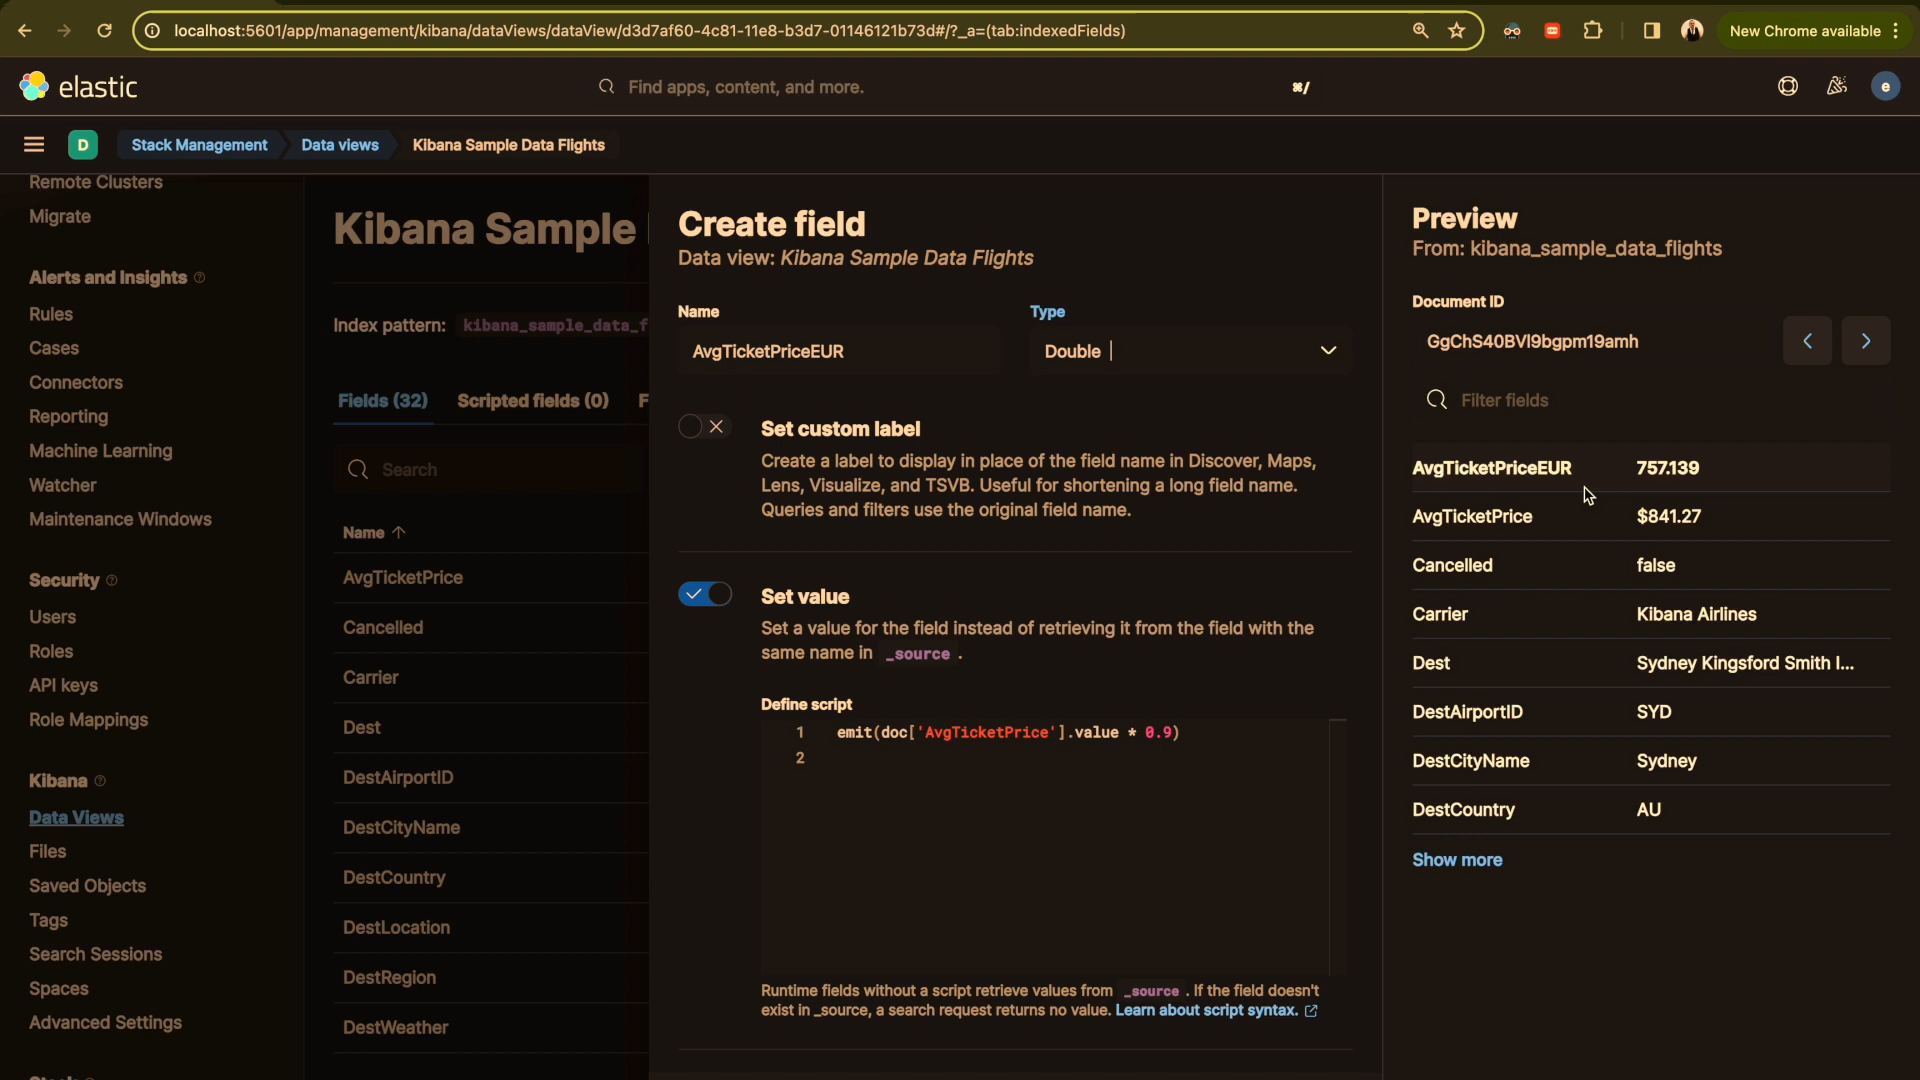 localhost:5601/app/management/kibana/dataViews/dataView/d3d7af60-4c81-11e8-b3d7-01146121b73d#/?_a=(tab:indexedFields)
New Chrome available
elastic
Find apps, content, and more.
⌘/
e
D
Stack Management
Data views
Kibana Sample Data Flights
Remote Clusters
Migrate
Alerts and Insights
Rules
Cases
Connectors
Reporting
Machine Learning
Watcher
Maintenance Windows
Security
Users
Roles
API keys
Role Mappings
Kibana
Data Views
Files
Saved Objects
Tags
Search Sessions
Spaces
Advanced Settings
Kibana Sample
Index pattern: kibana_sample_data_f
Fields (32)
Scripted fields (0)
F
Search
Name
AvgTicketPrice
Cancelled
Carrier
Dest
DestAirportID
DestCityName
DestCountry
DestLocation
DestRegion
DestWeather
Create field
Data view: Kibana Sample Data Flights
Name
Type
AvgTicketPriceEUR
Double
Set custom label
Create a label to display in place of the field name in Discover, Maps,
Lens, Visualize, and TSVB. Useful for shortening a long field name.
Queries and filters use the original field name.
Set value
Set a value for the field instead of retrieving it from the field with the
same name in _source .
Define script
1 emit(doc['AvgTicketPrice'].value * 0.9)
2
Runtime fields without a script retrieve values from _source . If the field doesn't
exist in _source, a search request returns no value. Learn about script syntax.
Preview
From: kibana_sample_data_flights
Document ID
GgChS40BVl9bgpm19amh
Filter fields
AvgTicketPriceEUR 757.139
AvgTicketPrice $841.27
Cancelled false
Carrier Kibana Airlines
Dest Sydney Kingsford Smith I...
DestAirportID SYD
DestCityName Sydney
DestCountry AU
Show more